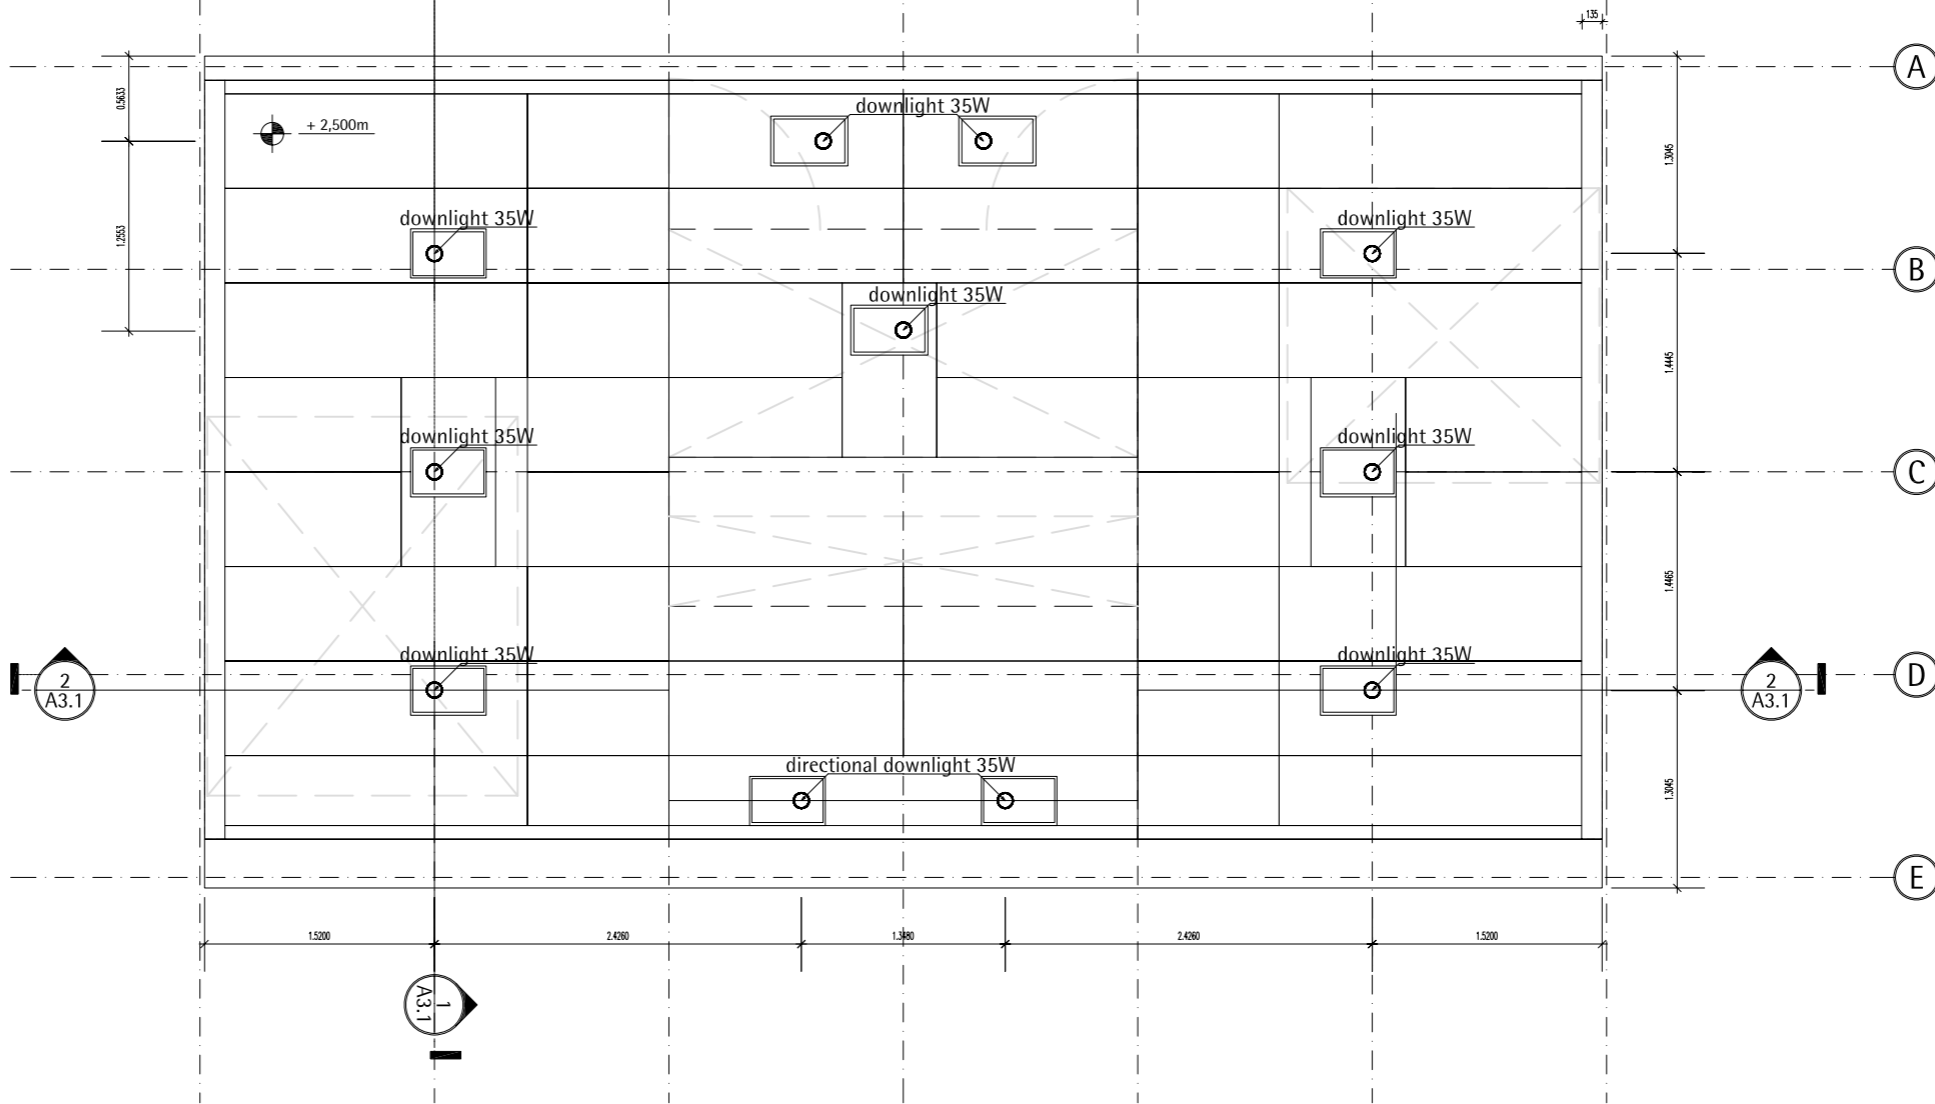 135
A
downlight 35W
0.5633
+ 2,500m
1.3045
downlight 35W
downlight 35W
1.2553
B
downlight 35W
1.4445
downlight 35W
downlight 35W
C
1.4465
downlight 35W
downlight 35W
D
2
A3.1
2
A3.1
directional downlight 35W
1.3045
E
1.5200
2.4260
1.3480
2.4260
1.5200
1
A3.1